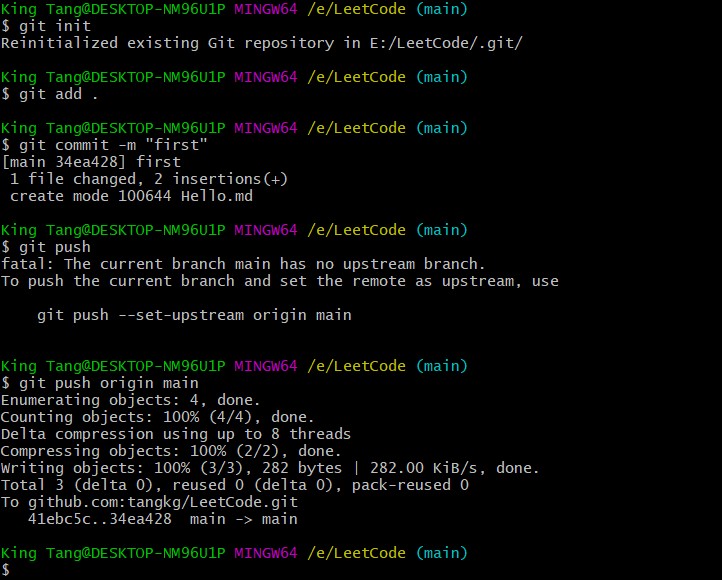 King Tang@DESKTOP-NM96U1P MINGW64 /e/LeetCode (main)
$ git init
Reinitialized existing Git repository in E:/LeetCode/.git/
King Tang@DESKTOP-NM96U1P MINGW64 /e/LeetCode (main)
$ git add .
King Tang@DESKTOP-NM96U1P MINGW64 /e/LeetCode (main)
$ git commit -m "first"
[main 34ea428] first
 1 file changed, 2 insertions(+)
 create mode 100644 Hello.md
King Tang@DESKTOP-NM96U1P MINGW64 /e/LeetCode (main)
$ git push
fatal: The current branch main has no upstream branch.
To push the current branch and set the remote as upstream, use
    git push --set-upstream origin main
King Tang@DESKTOP-NM96U1P MINGW64 /e/LeetCode (main)
$ git push origin main
Enumerating objects: 4, done.
Counting objects: 100% (4/4), done.
Delta compression using up to 8 threads
Compressing objects: 100% (2/2), done.
Writing objects: 100% (3/3), 282 bytes | 282.00 KiB/s, done.
Total 3 (delta 0), reused 0 (delta 0), pack-reused 0
To github.com:tangkg/LeetCode.git
   41ebc5c..34ea428  main -> main
King Tang@DESKTOP-NM96U1P MINGW64 /e/LeetCode (main)
$